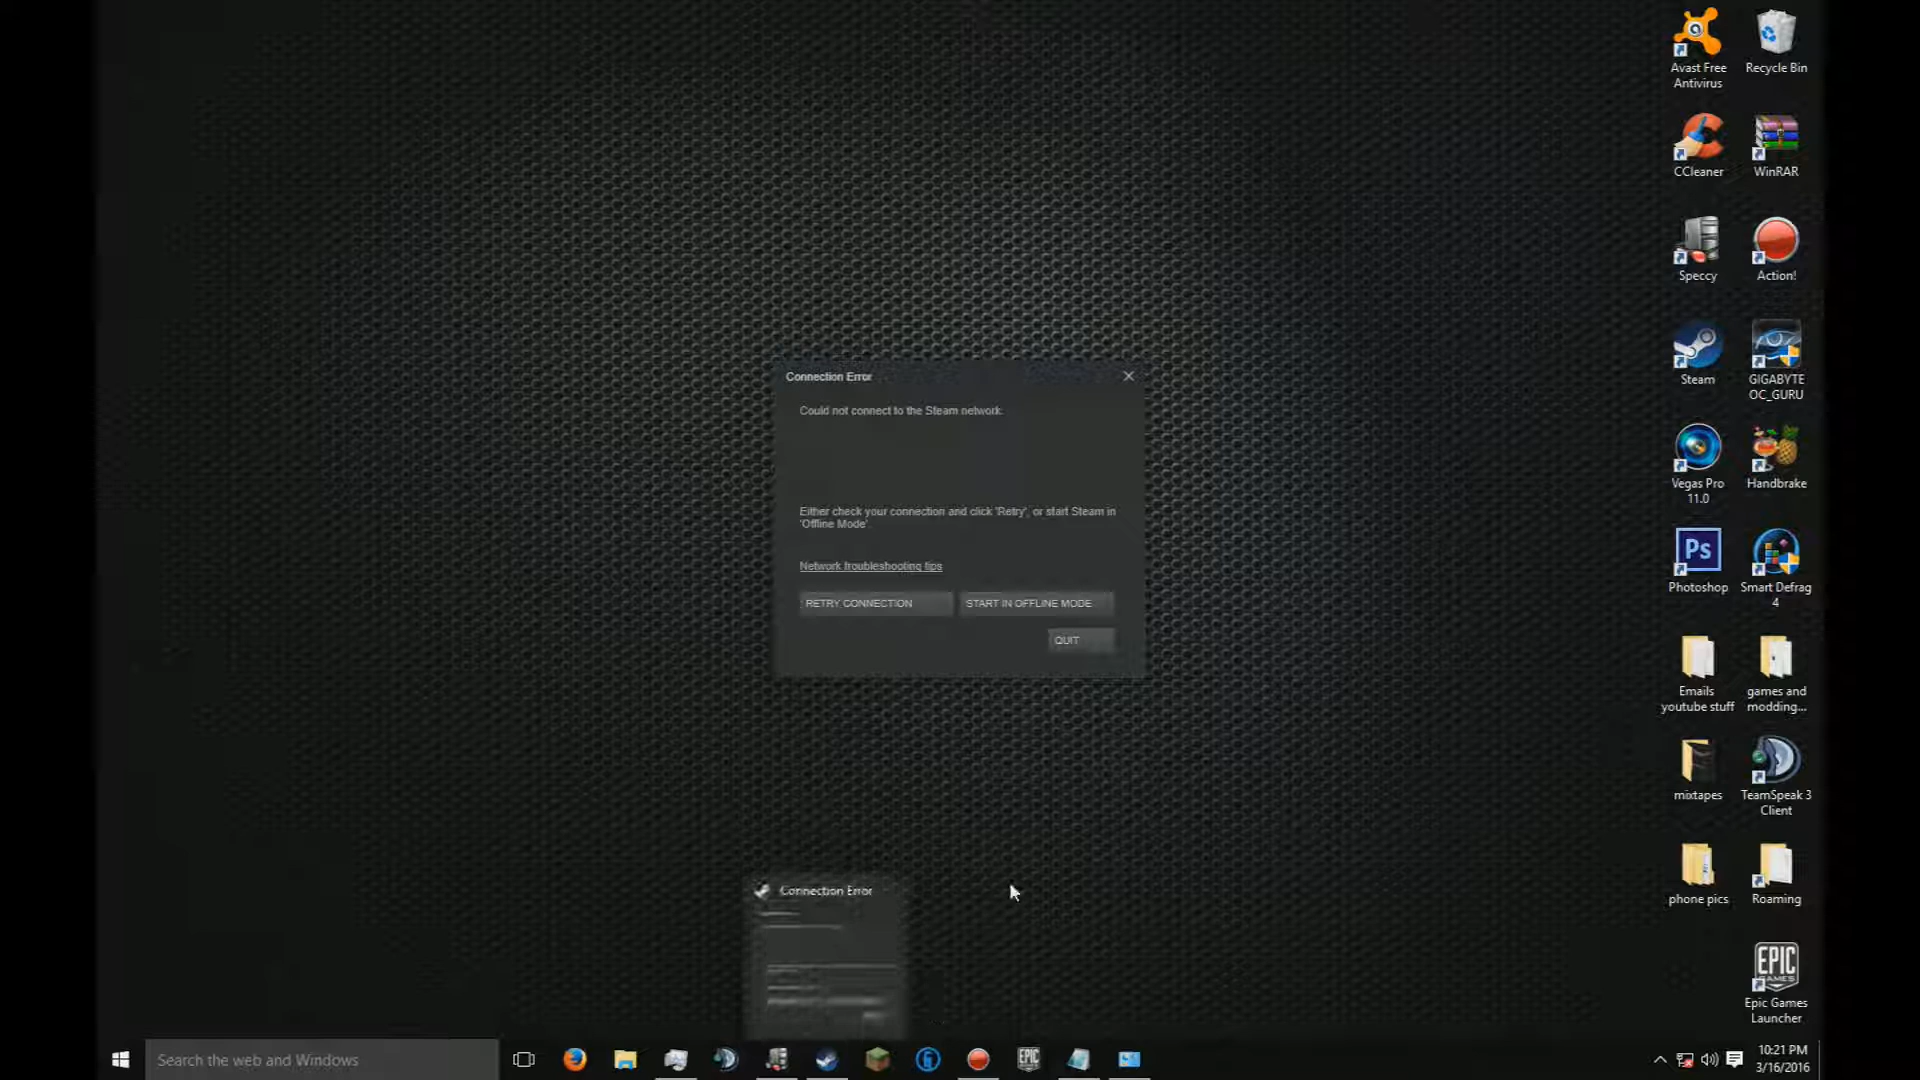 Avast Free
Antivirus
Recycle Bin
CCleaner
WinRAR
Speccy
Action!
Steam
GIGABYTE
OC_GURU
Vegas Pro
11.0
Handbrake
Ps
Photoshop
Smart Defrag
4
Emails
youtube stuff
games and
modding...
mixtapes
TeamSpeak 3
Client
phone pics
Roaming
EPIC
GAMES
Epic Games
Launcher
Connection Error
Could not connect to the Steam network.
Either check your connection and click 'Retry', or start Steam in
'Offline Mode'
Network troubleshooting tips
RETRY CONNECTION
START IN OFFLINE MODE
QUIT
Connection Error
Search the web and Windows
EPIC
10:21 PM
3/16/2016